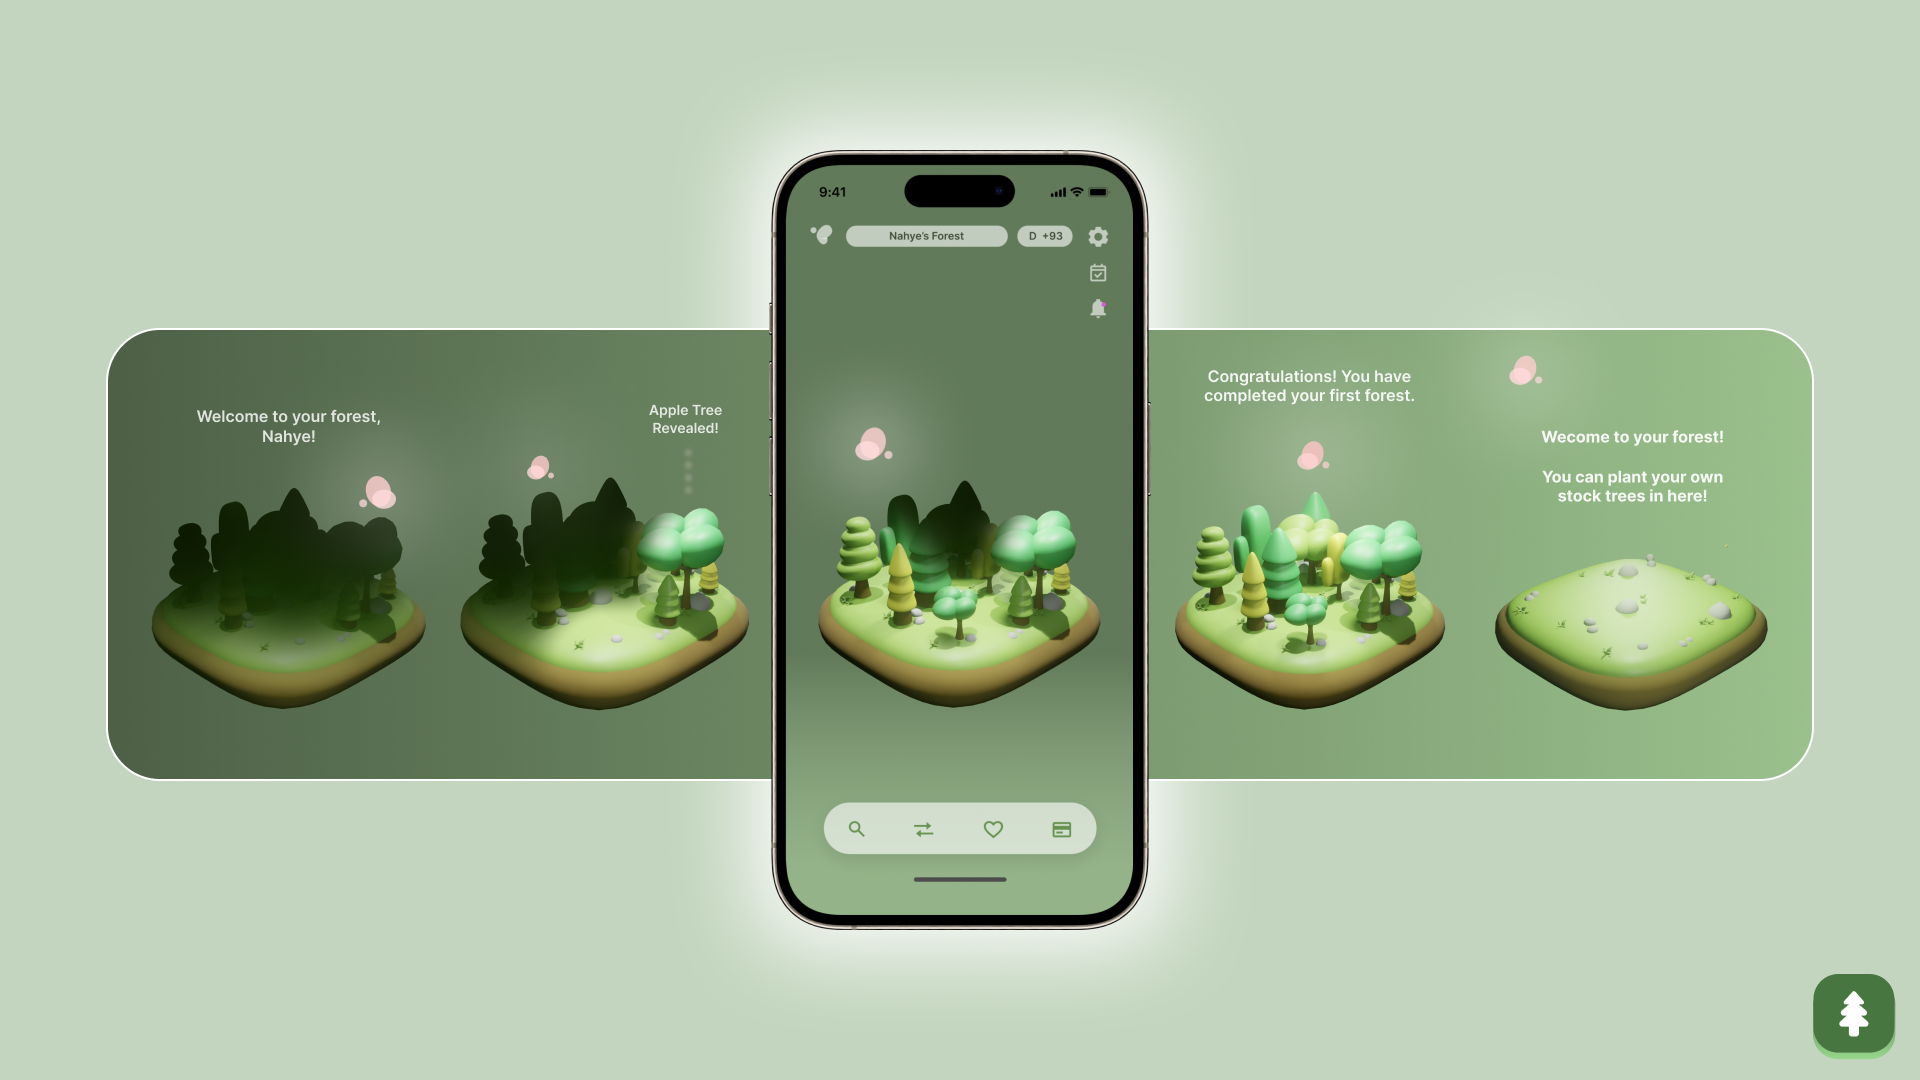 9:41
Nahye's Forest
D +93
Welcome to your forest,
Nahye!
Apple Tree
Revealed!
Congratulations! You have
completed your first forest.
Wecome to your forest!
You can plant your own
stock trees in here!